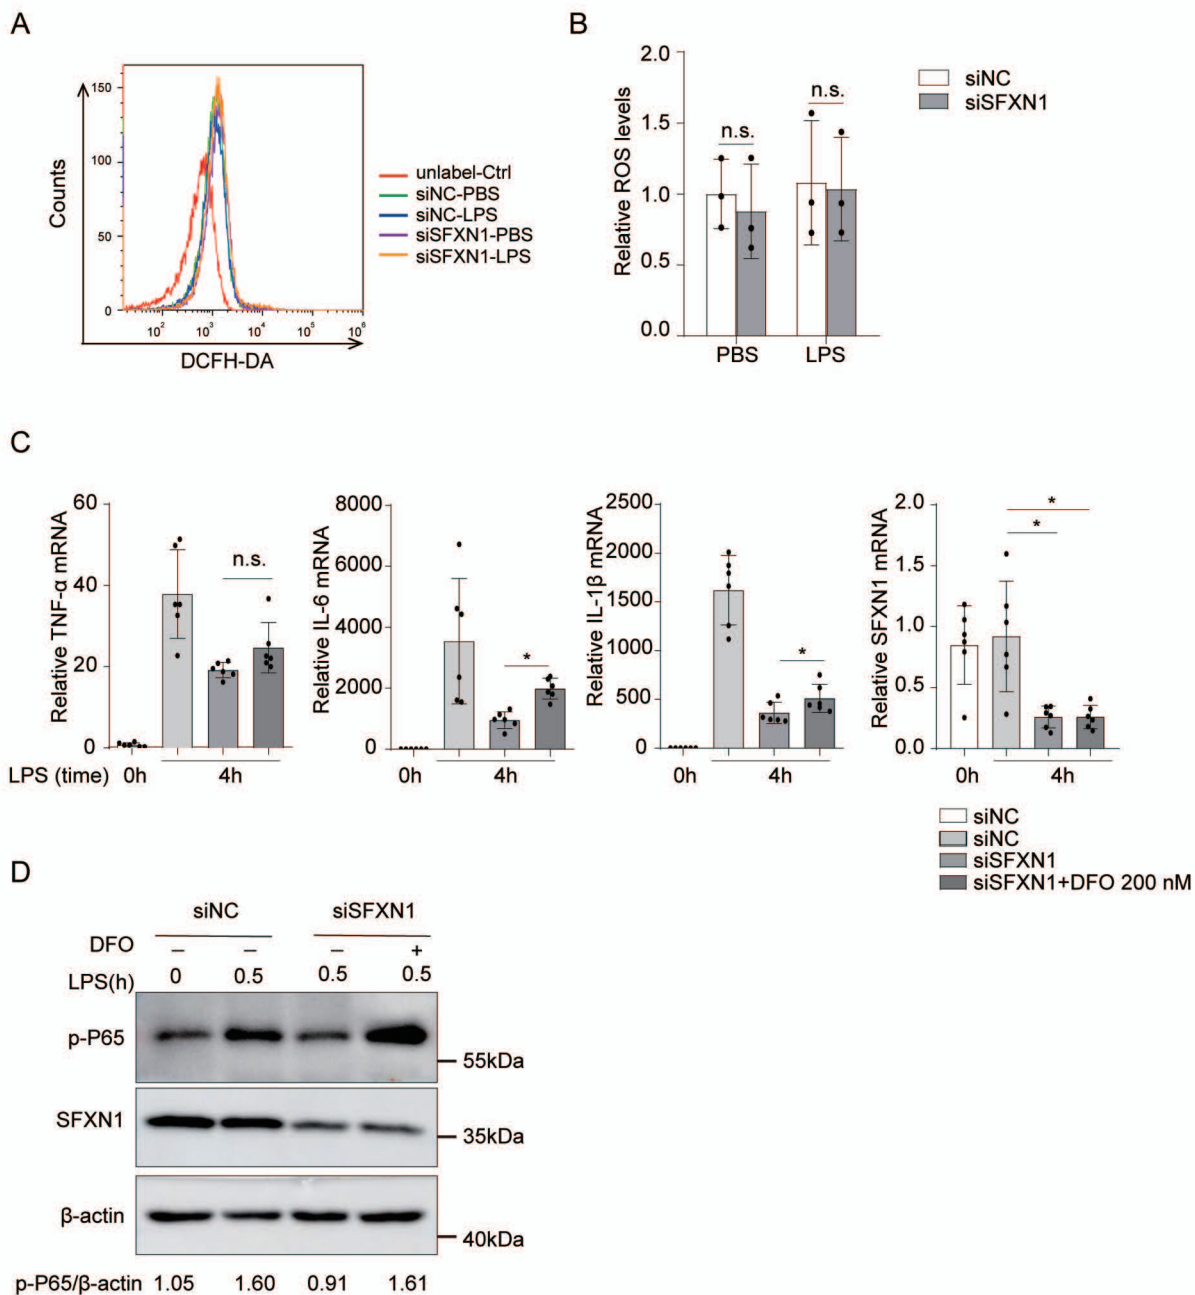 A
150
100
50
0
Counts
10² 10³ 10⁴ 10⁵ 10⁶
DCFH-DA
unlabel-Ctrl
siNC-PBS
siNC-LPS
siSFXN1-PBS
siSFXN1-LPS
B
2.0
1.5
1.0
0.5
0.0
Relative ROS levels
n.s.
n.s.
PBS LPS
siNC
siSFXN1
C
60
40
20
0
Relative TNF-α mRNA
n.s.
LPS (time) 0h 4h
8000
6000
4000
2000
0
Relative IL-6 mRNA
*
0h 4h
2500
2000
1500
1000
500
0
Relative IL-1β mRNA
*
0h 4h
2.0
1.5
1.0
0.5
0.0
Relative SFXN1 mRNA
*
*
0h 4h
siNC
siNC
siSFXN1
siSFXN1+DFO 200 nM
D
siNC siSFXN1
DFO – – – +
LPS(h) 0 0.5 0.5 0.5
p-P65
55kDa
SFXN1
35kDa
β-actin
40kDa
p-P65/β-actin 1.05 1.60 0.91 1.61